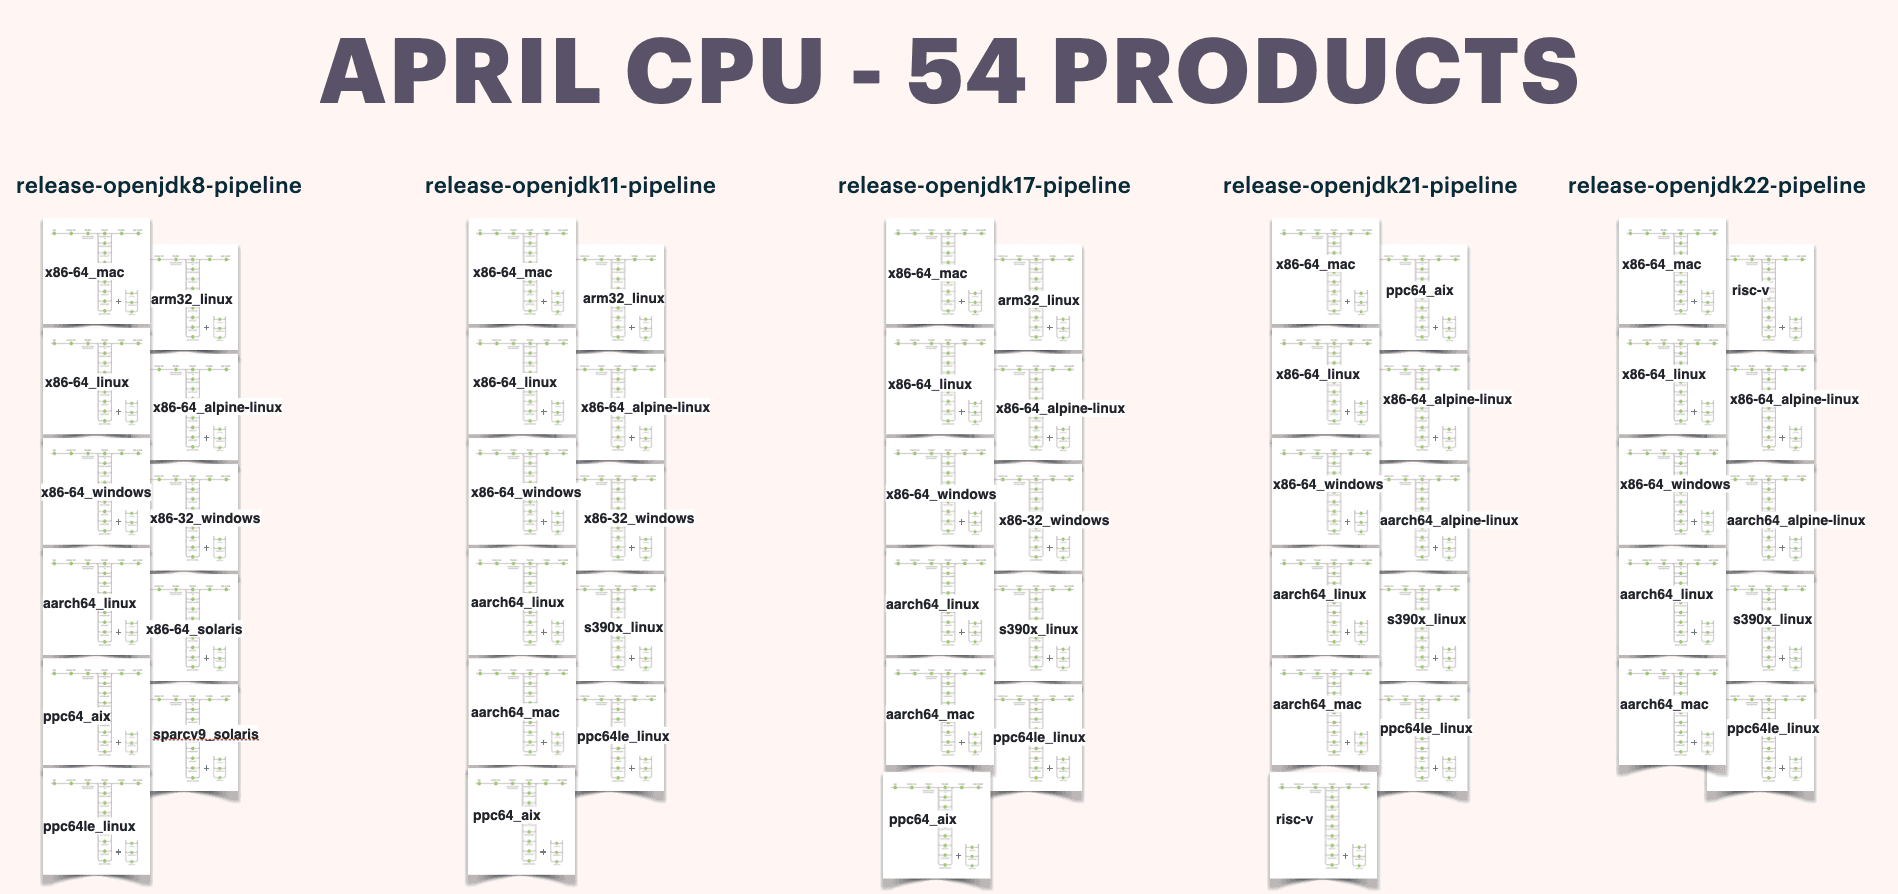 APRIL CPU - 54 PRODUCTS
release-openjdk8-pipeline
x86-64_mac
arm32_linux
x86-64_linux
x86-64_alpine-linux
x86-64_windows
x86-32_windows
aarch64_linux
x86-64_solaris
ppc64_aix
sparcv9_solaris
ppc64le_linux
release-openjdk11-pipeline
x86-64_mac
arm32_linux
x86-64_linux
x86-64_alpine-linux
x86-64_windows
x86-32_windows
aarch64_linux
s390x_linux
aarch64_mac
ppc64le_linux
ppc64_aix
release-openjdk17-pipeline
x86-64_mac
arm32_linux
x86-64_linux
x86-64_alpine-linux
x86-64_windows
x86-32_windows
aarch64_linux
s390x_linux
aarch64_mac
ppc64le_linux
ppc64_aix
release-openjdk21-pipeline
x86-64_mac
ppc64_aix
x86-64_linux
x86-64_alpine-linux
x86-64_windows
aarch64_alpine-linux
aarch64_linux
s390x_linux
aarch64_mac
ppc64le_linux
risc-v
release-openjdk22-pipeline
x86-64_mac
risc-v
x86-64_linux
x86-64_alpine-linux
x86-64_windows
aarch64_alpine-linux
aarch64_linux
s390x_linux
aarch64_mac
ppc64le_linux